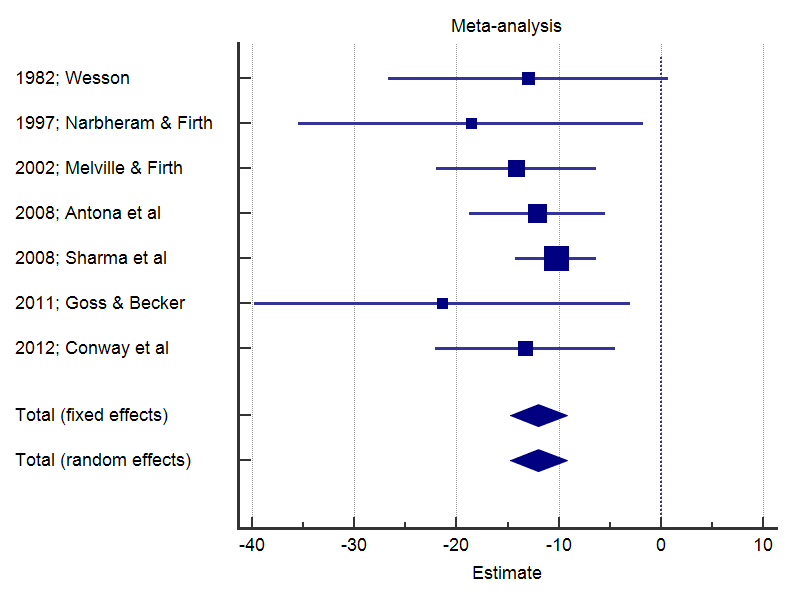 Meta-analysis
1982; Wesson
1997; Narbheram & Firth
2002; Melville & Firth
2008; Antona et al
2008; Sharma et al
2011; Goss & Becker
2012; Conway et al
Total (fixed effects)
Total (random effects)
-40 -30 -20 -10 0 10
Estimate